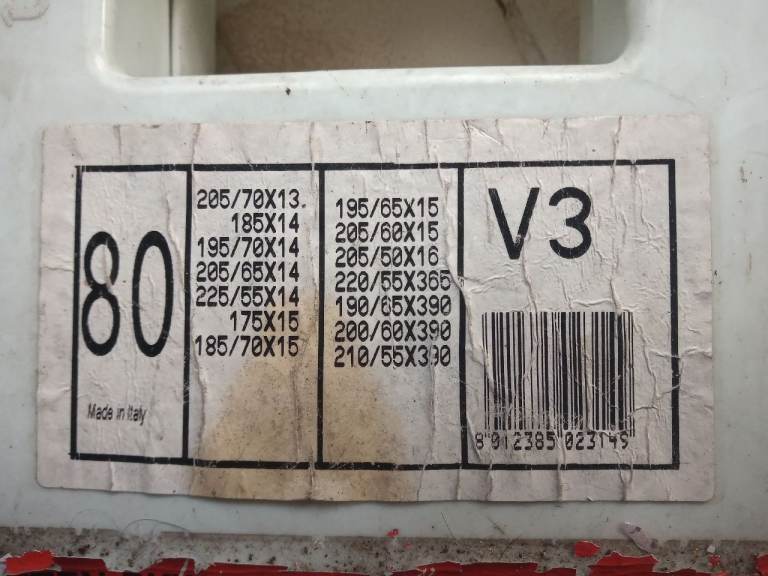 80
Made in Italy
205/70X13.
185X14
195/70X14
205/65X14
225/55X14
175X15
185/70X15
195/65X15
205/60X15
205/50X16
220/55X365
190/65X390
200/60X390
210/55X390
V3
8 012385 023149